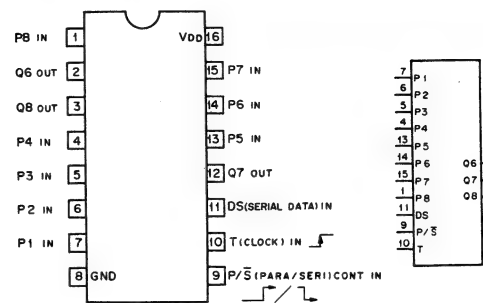 P8 IN 1
Q6 OUT 2
Q8 OUT 3
P4 IN 4
P3 IN 5
P2 IN 6
P1 IN 7
8 GND
VDD 16
15 P7 IN
14 P6 IN
13 P5 IN
12 Q7 OUT
11 DS(SERIAL DATA) IN
10 T(CLOCK) IN
9 P/S̅(PARA/SERI)CONT IN
7 P1
6 P2
5 P3
4 P4
13 P5
14 P6 Q6
15 P7 Q7
1 P8 Q8
11 DS
9 P/S̅
10 T